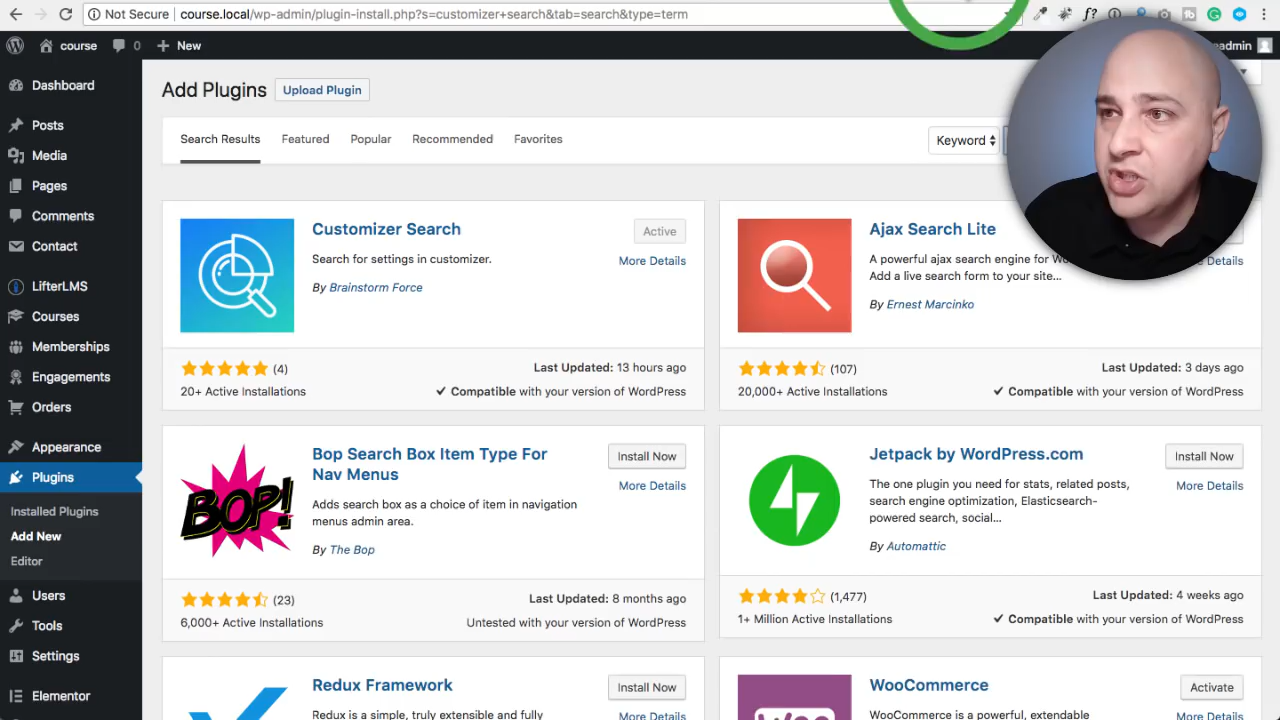 Not Secure course.local/wp-admin/plugin-install.php?s=customizer+search&tab=search&type=term
course 0 New
Dashboard
Posts
Media
Pages
Comments
Contact
LifterLMS
Courses
Memberships
Engagements
Orders
Appearance
Plugins
Installed Plugins
Add New
Editor
Users
Tools
Settings
Elementor
Add Plugins Upload Plugin
Search Results Featured Popular Recommended Favorites Keyword
Customizer Search Active
More Details
Search for settings in customizer.
By Brainstorm Force
(4) Last Updated: 13 hours ago
20+ Active Installations Compatible with your version of WordPress
Ajax Search Lite
A powerful ajax search engine for
Details
Add a live search form to your site...
By Ernest Marcinko
(107) Last Updated: 3 days ago
20,000+ Active Installations Compatible with your version of WordPress
Bop Search Box Item Type For
Nav Menus
Install Now
More Details
BOP!
Adds search box as a choice of item in navigation
menus admin area.
By The Bop
(23) Last Updated: 8 months ago
6,000+ Active Installations Untested with your version of WordPress
Jetpack by WordPress.com Install Now
More Details
The one plugin you need for stats, related posts,
search engine optimization, Elasticsearch-
powered search, social...
By Automattic
(1,477) Last Updated: 4 weeks ago
1+ Million Active Installations Compatible with your version of WordPress
Redux Framework Install Now
Redux is a simple, truly extensible and fully More Details
WooCommerce Activate
WooCommerce is a powerful, extendable More Details